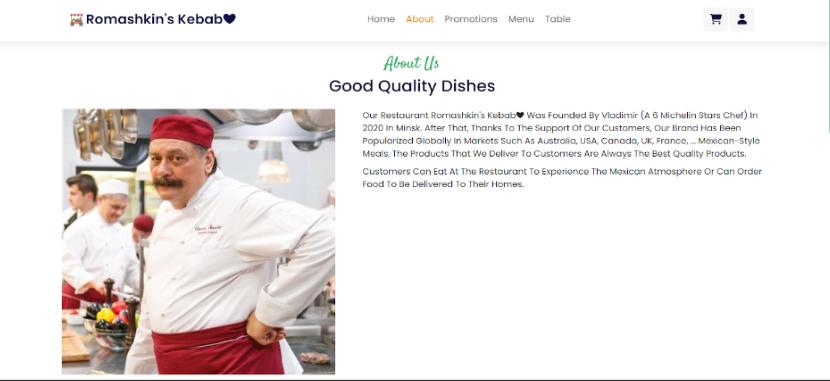 Romashkin's Kebab🖤
Home About Promotions Menu Table
About Us
Good Quality Dishes
Our Restaurant Romashkin's Kebab🖤 Was Founded By Vladimir (A 6 Michelin Stars Chef) In
2020 In Minsk. After That, Thanks To The Support Of Our Customers, Our Brand Has Been
Popularized Globally In Markets Such As Australia, USA, Canada, UK, France, ... Mexican-Style
Meals, The Products That We Deliver To Customers Are Always The Best Quality Products.
Customers Can Eat At The Restaurant To Experience The Mexican Atmosphere Or Can Order
Food To Be Delivered To Their Homes.